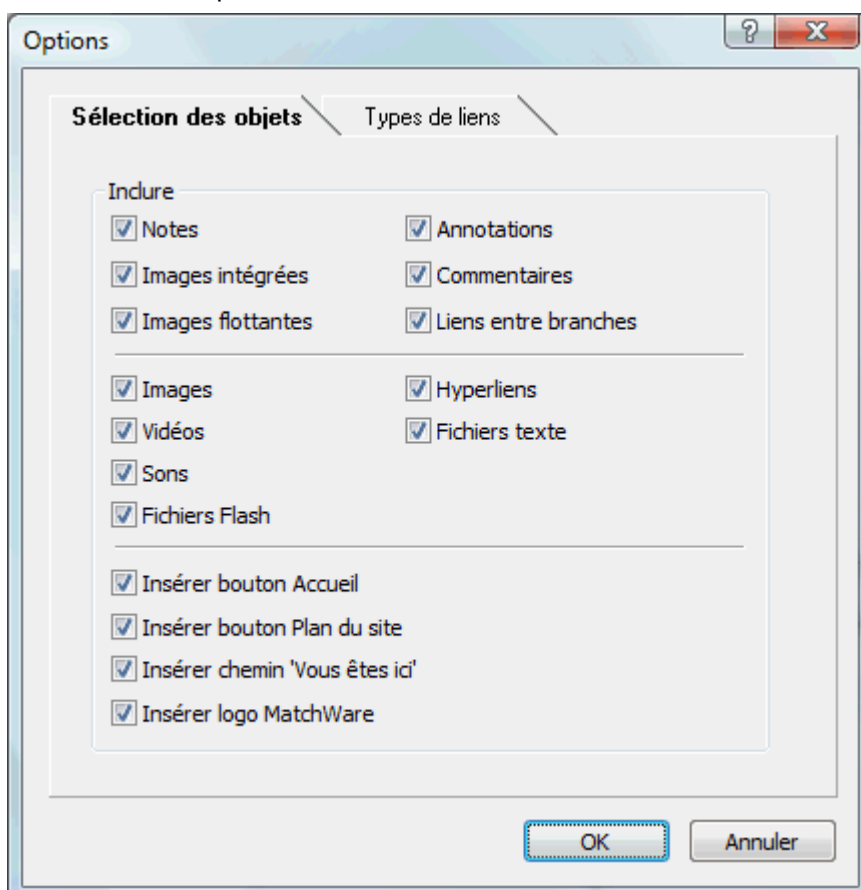 Options
Sélection des objets
Types de liens
Inclure
Notes
Annotations
Images intégrées
Commentaires
Images flottantes
Liens entre branches
Images
Hyperliens
Vidéos
Fichiers texte
Sons
Fichiers Flash
Insérer bouton Accueil
Insérer bouton Plan du site
Insérer chemin 'Vous êtes ici'
Insérer logo MatchWare
OK
Annuler